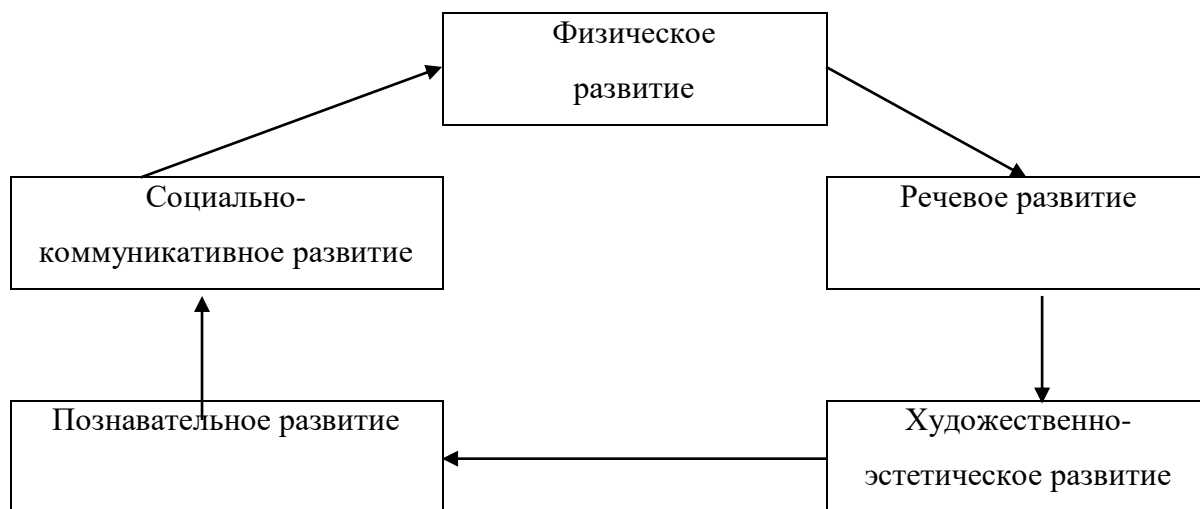 Физическое
развитие
Социально-
коммуникативное развитие
Речевое развитие
Познавательное развитие
Художественно-
эстетическое развитие